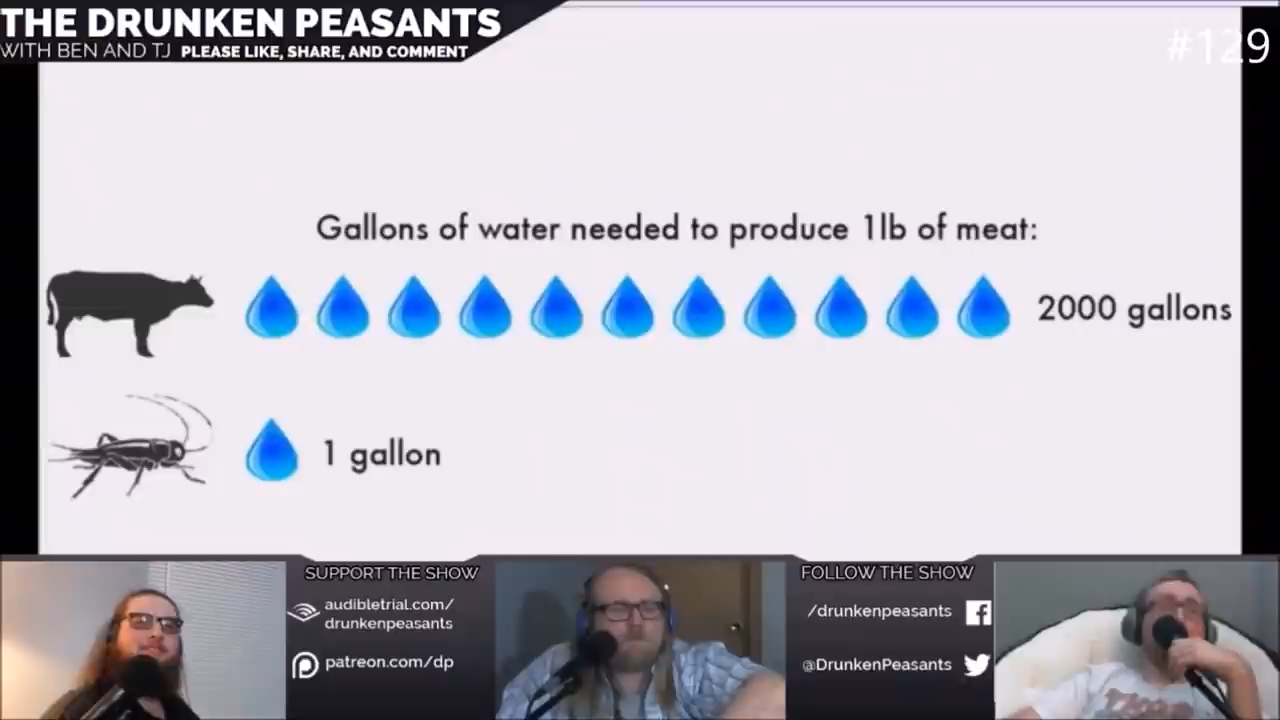 THE DRUNKEN PEASANTS
WITH BEN AND TJ PLEASE LIKE, SHARE, AND COMMENT
#129
Gallons of water needed to produce 1lb of meat:
2000 gallons
1 gallon
SUPPORT THE SHOW
audibletrial.com/
drunkenpeasants
patreon.com/dp
FOLLOW THE SHOW
/drunkenpeasants
@DrunkenPeasants